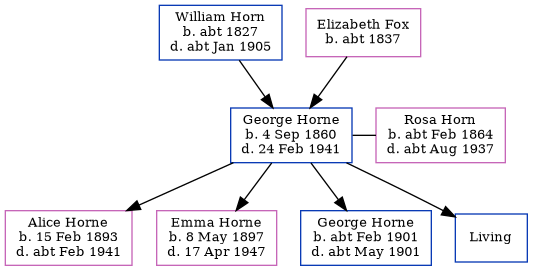 William Horn
b. abt 1827
d. abt Jan 1905
Elizabeth Fox
b. abt 1837
George Horne
b. 4 Sep 1860
d. 24 Feb 1941
Rosa Horn
b. abt Feb 1864
d. abt Aug 1937
Alice Horne
b. 15 Feb 1893
d. abt Feb 1941
Emma Horne
b. 8 May 1897
d. 17 Apr 1947
George Horne
b. abt Feb 1901
d. abt May 1901
Living